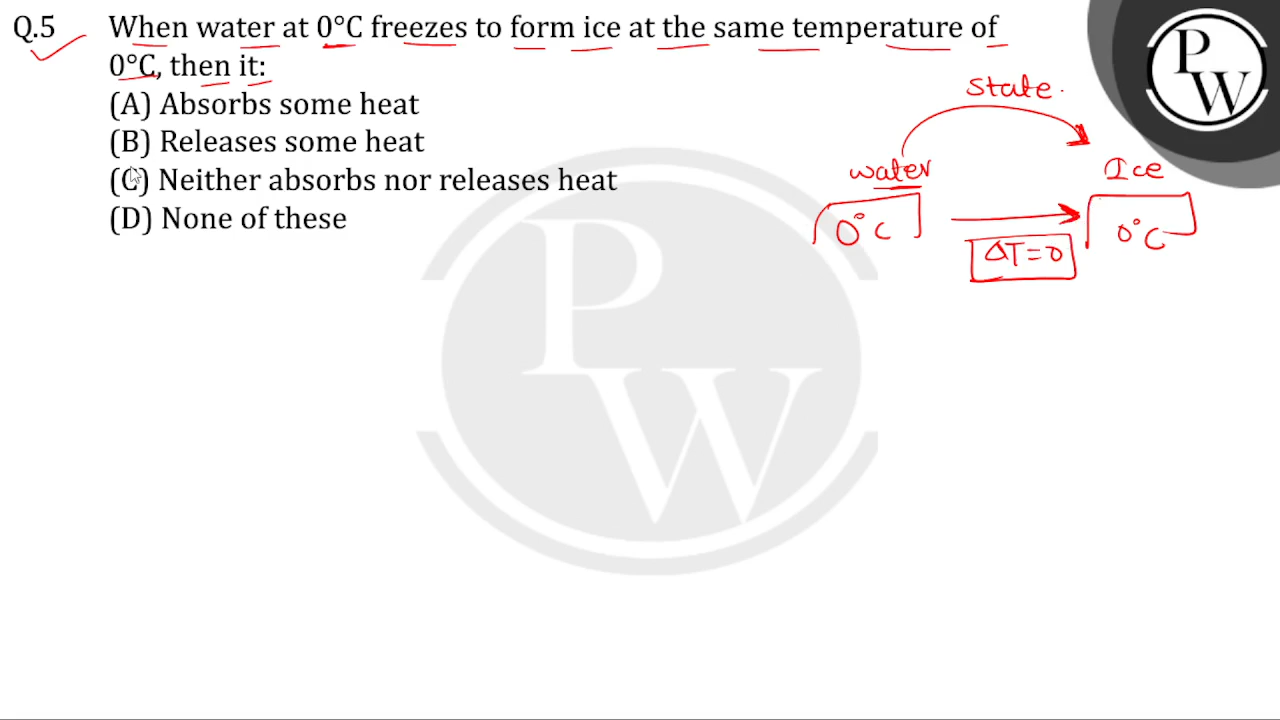 Q.5 When water at 0°C freezes to form ice at the same temperature of
0°C, then it:
(A) Absorbs some heat
(B) Releases some heat
(C) Neither absorbs nor releases heat
(D) None of these
state.
water
Ice
0°C
ΔT=0
0°C
PW
PW